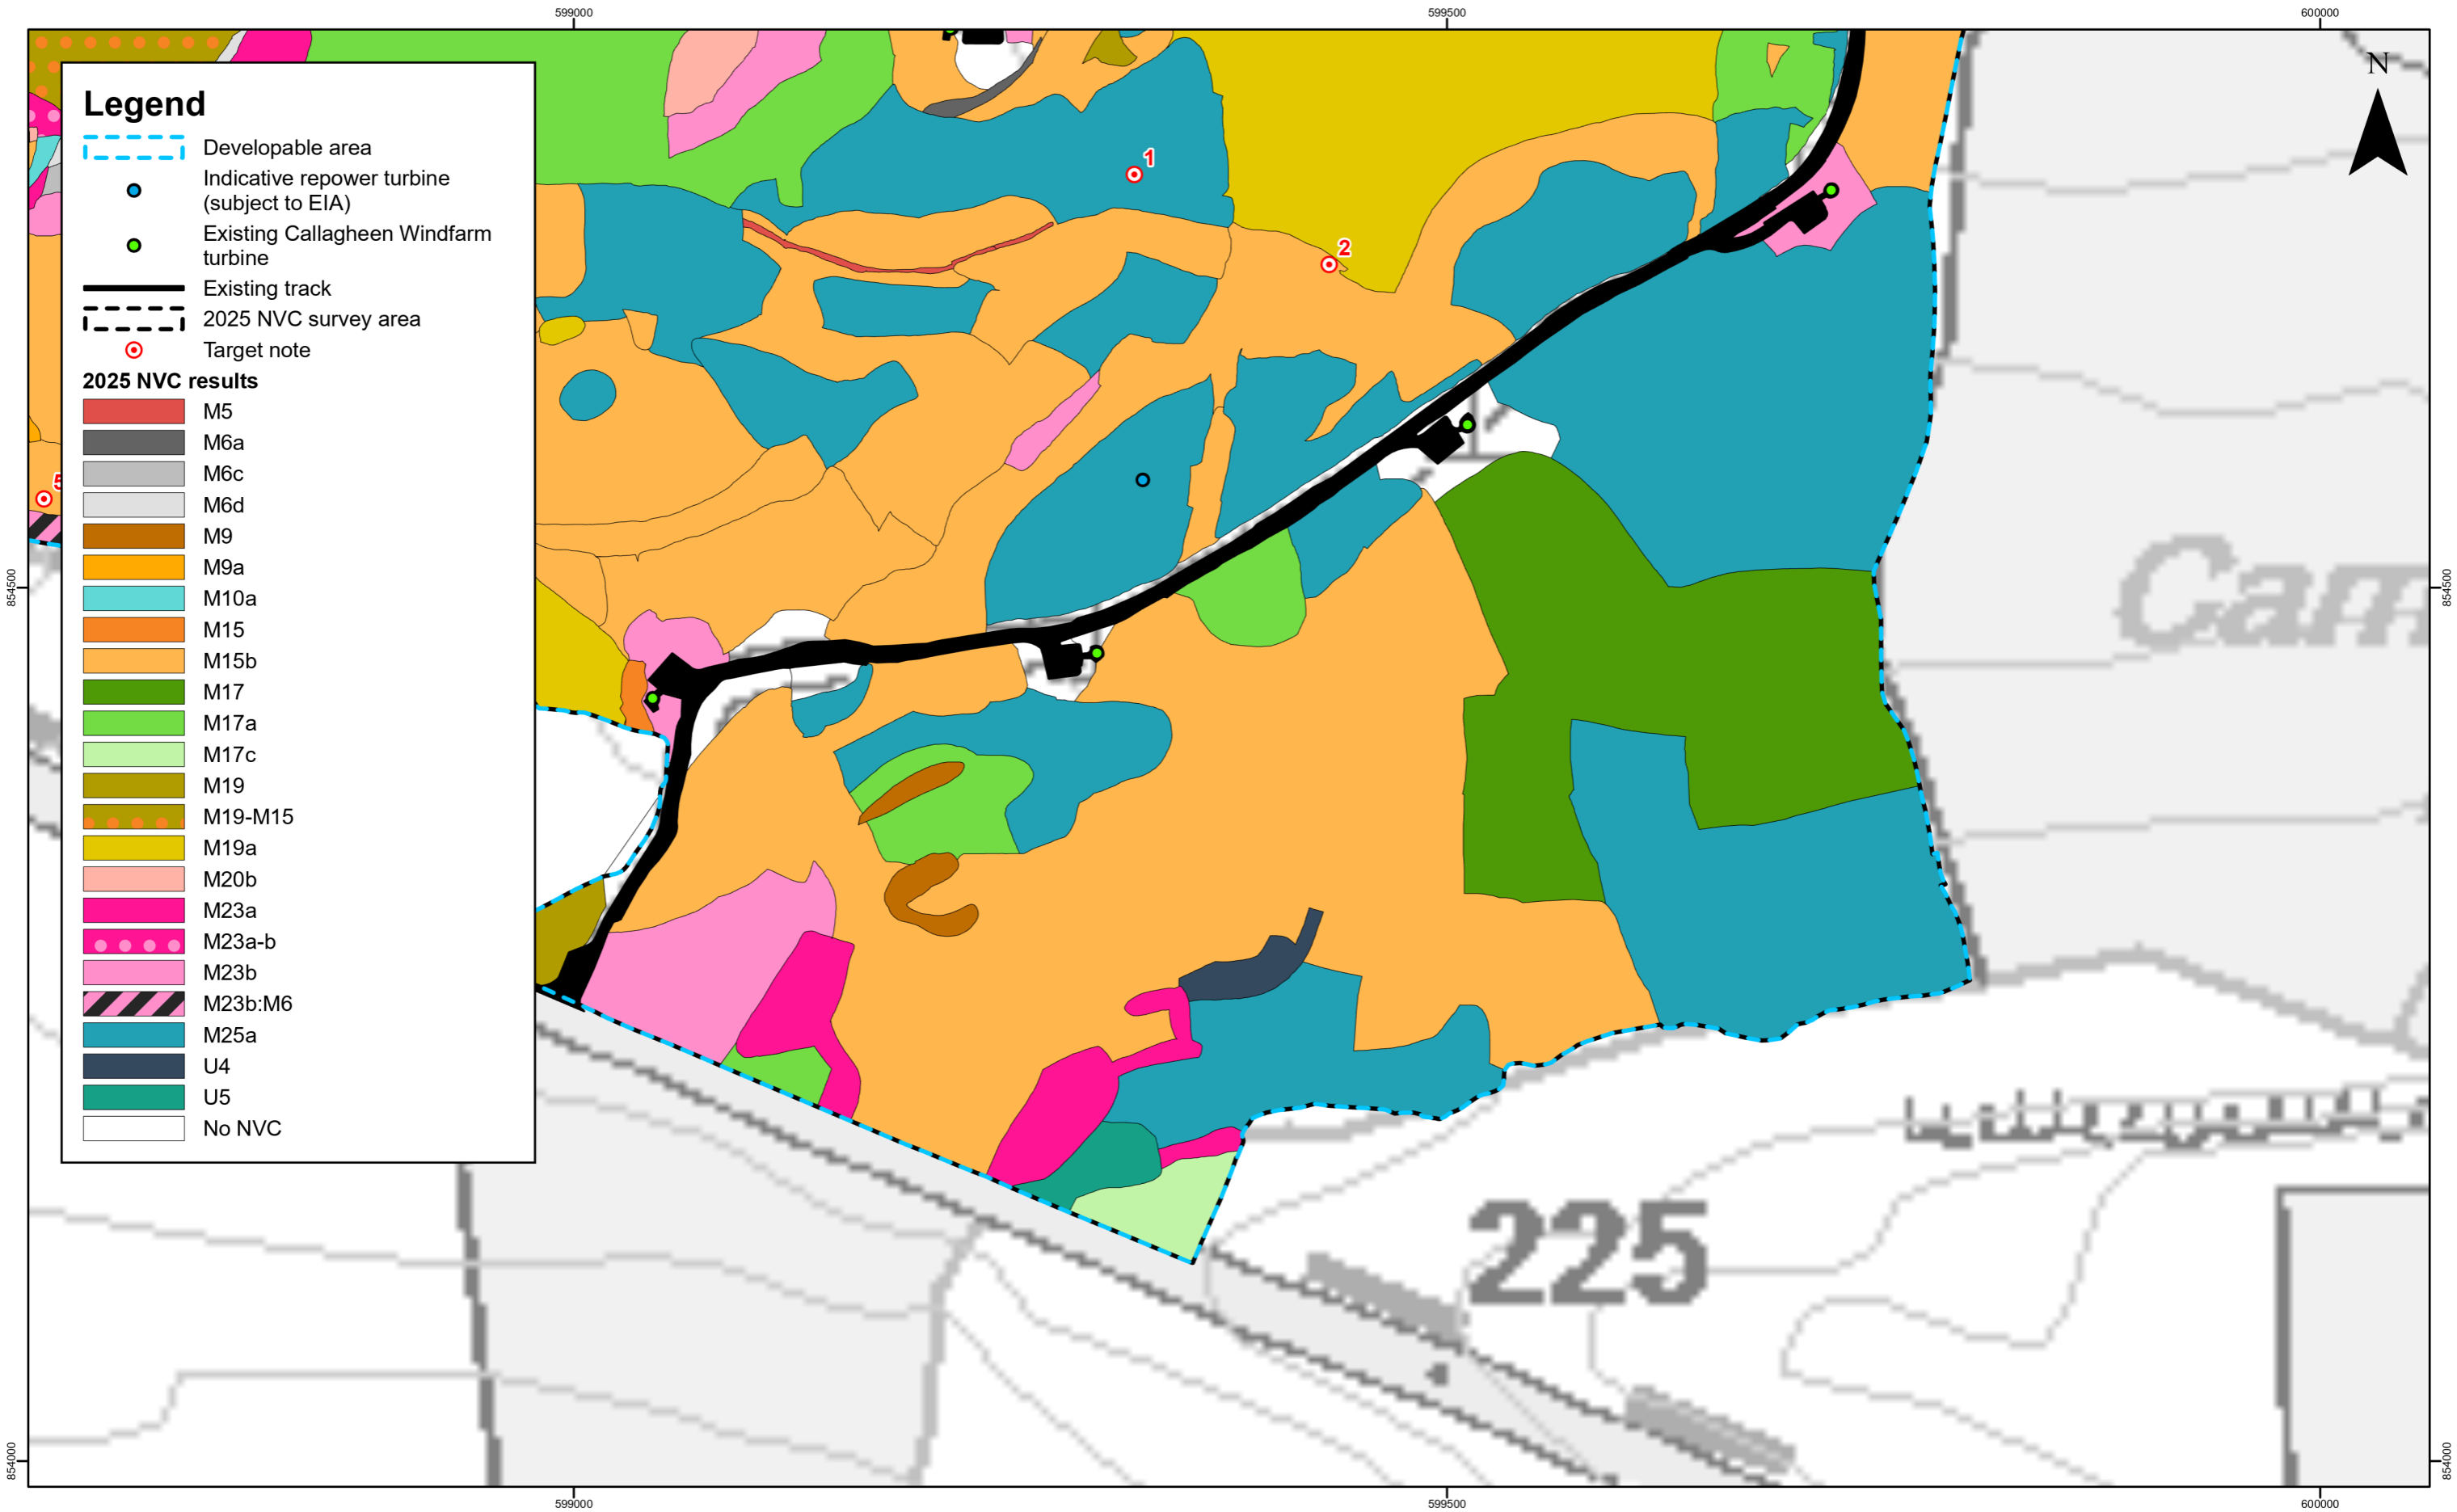 599000
599500
600000
N
Legend
Developable area
Indicative repower turbine
(subject to EIA)
Existing Callagheen Windfarm
turbine
Existing track
2025 NVC survey area
Target note
2025 NVC results
M5
M6a
M6c
M6d
M9
M9a
M10a
M15
M15b
M17
M17a
M17c
M19
M19-M15
M19a
M20b
M23a
M23a-b
M23b
M23b:M6
M25a
U4
U5
No NVC
1
2
5
854500
854500
Carn
225
854000
854000
599000
599500
600000